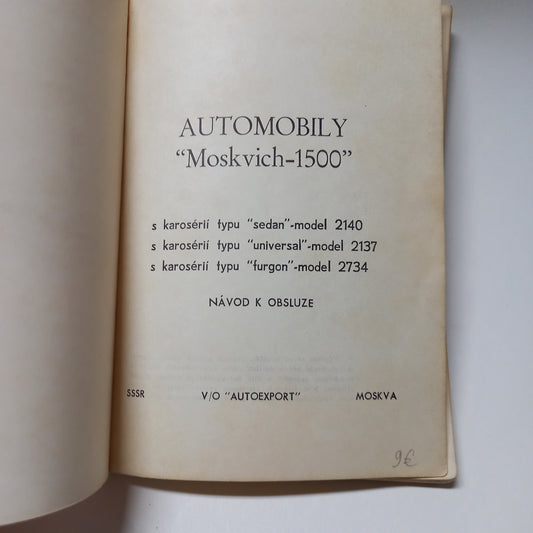 AUTOMOBILY
“Moskvich-1500”
s karosérií typu “sedan”-model 2140
s karosérií typu “universal”-model 2137
s karosérií typu “furgon”-model 2734
NÁVOD K OBSLUZE
SSSR V/O “AUTOEXPORT” MOSKVA
9€